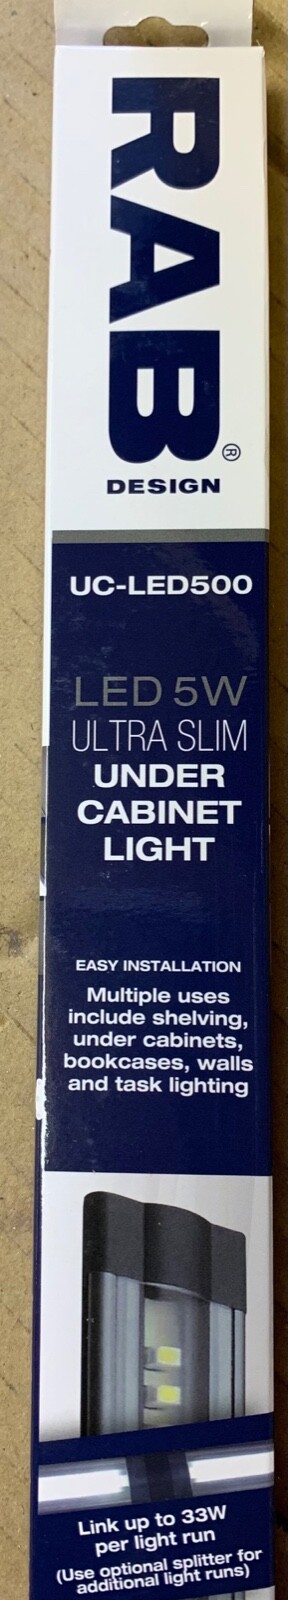 RAB®
DESIGN
UC-LED500
LED 5W
ULTRA SLIM
UNDER
CABINET
LIGHT
EASY INSTALLATION
Multiple uses
include shelving,
under cabinets,
bookcases, walls
and task lighting
Link up to 33W
per light run
(Use optional splitter for
additional light runs)